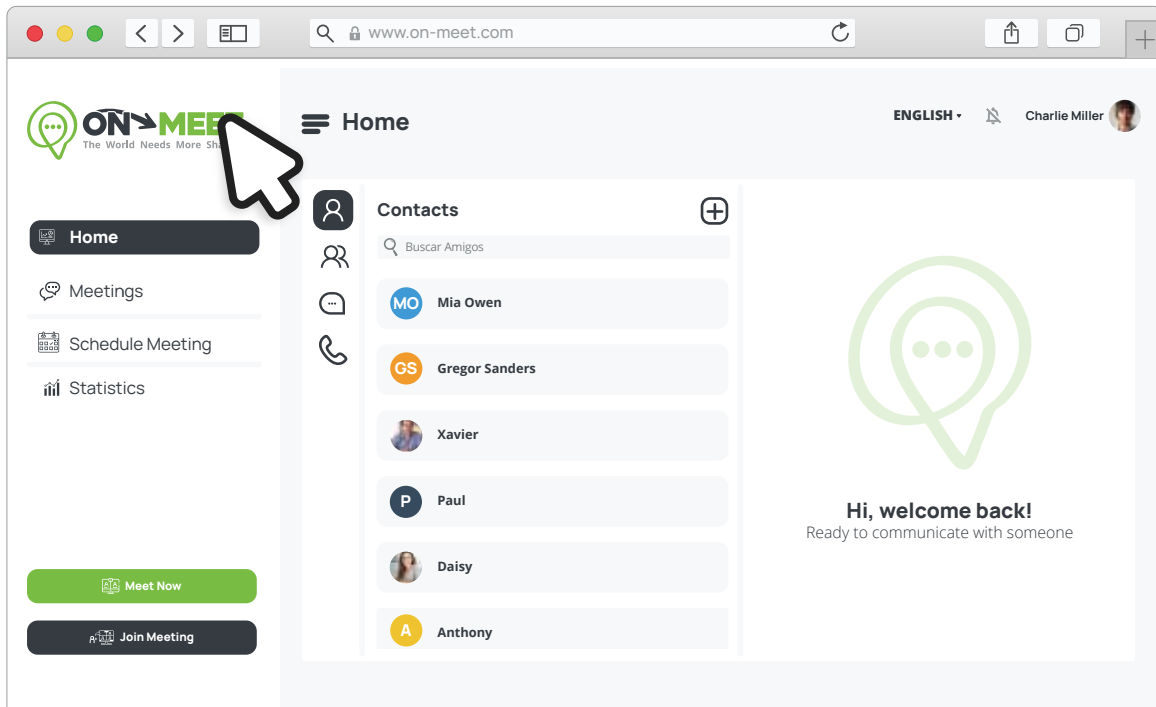 www.on-meet.com
ON MEET
The World Needs More
Home
ENGLISH
Charlie Miller
Home
Meetings
Schedule Meeting
Statistics
Meet Now
Join Meeting
Contacts
Buscar Amigos
MO Mia Owen
GS Gregor Sanders
Xavier
P Paul
Daisy
A Anthony
Hi, welcome back!
Ready to communicate with someone